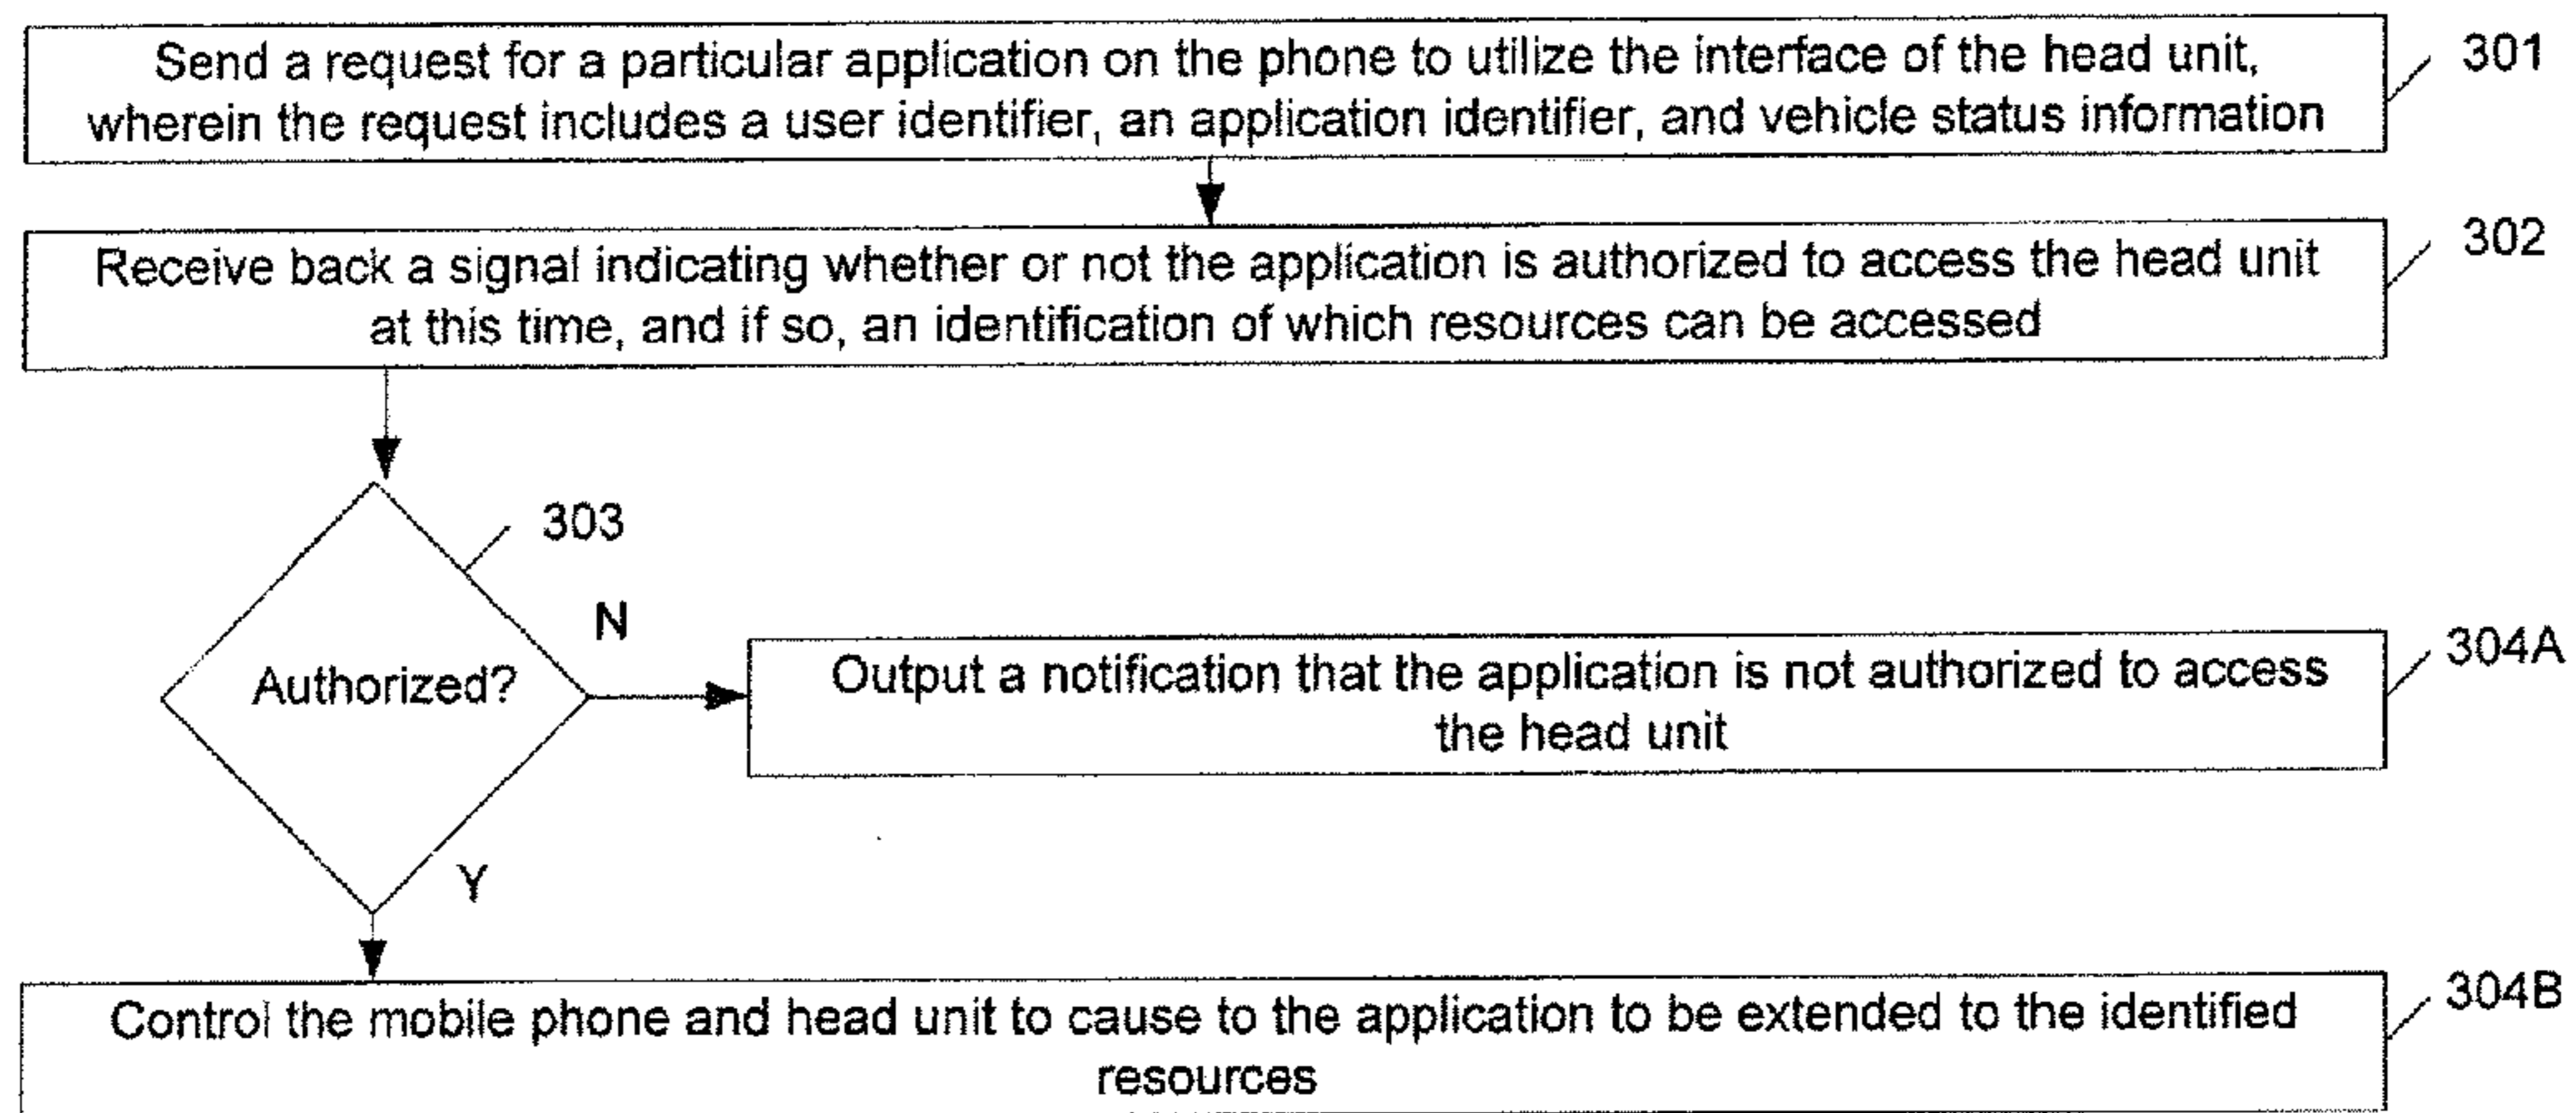 Send a request for a particular application on the phone to utilize the interface of the head unit,
wherein the request includes a user identifier, an application identifier, and vehicle status information
301
Receive back a signal indicating whether or not the application is authorized to access the head unit
at this time, and if so, an identification of which resources can be accessed
302
303
Authorized?
N
Output a notification that the application is not authorized to access
the head unit
304A
Y
Control the mobile phone and head unit to cause to the application to be extended to the identified
resources
304B